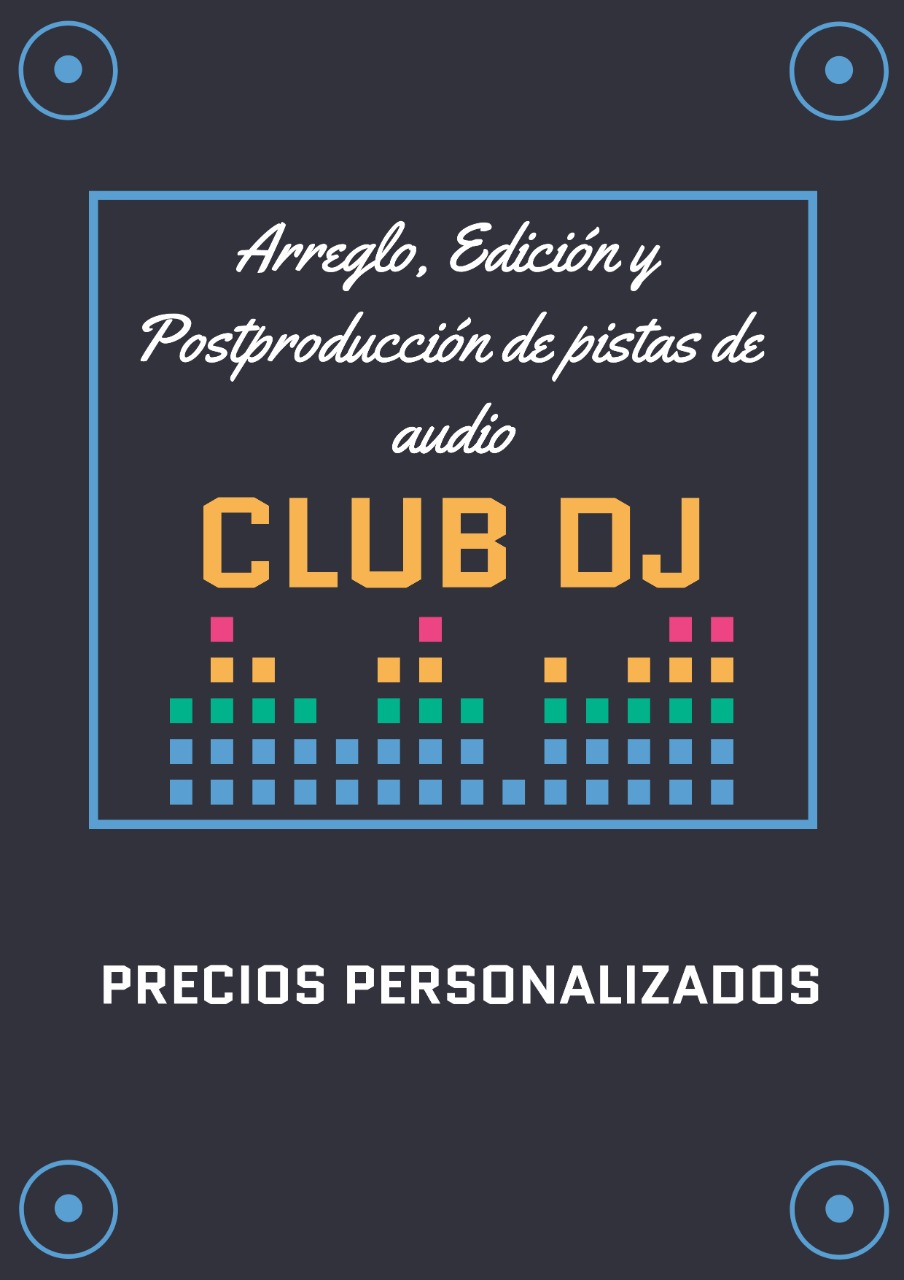 Arreglo, Edición y
Postproducción de pistas de
audio
CLUB DJ
PRECIOS PERSONALIZADOS